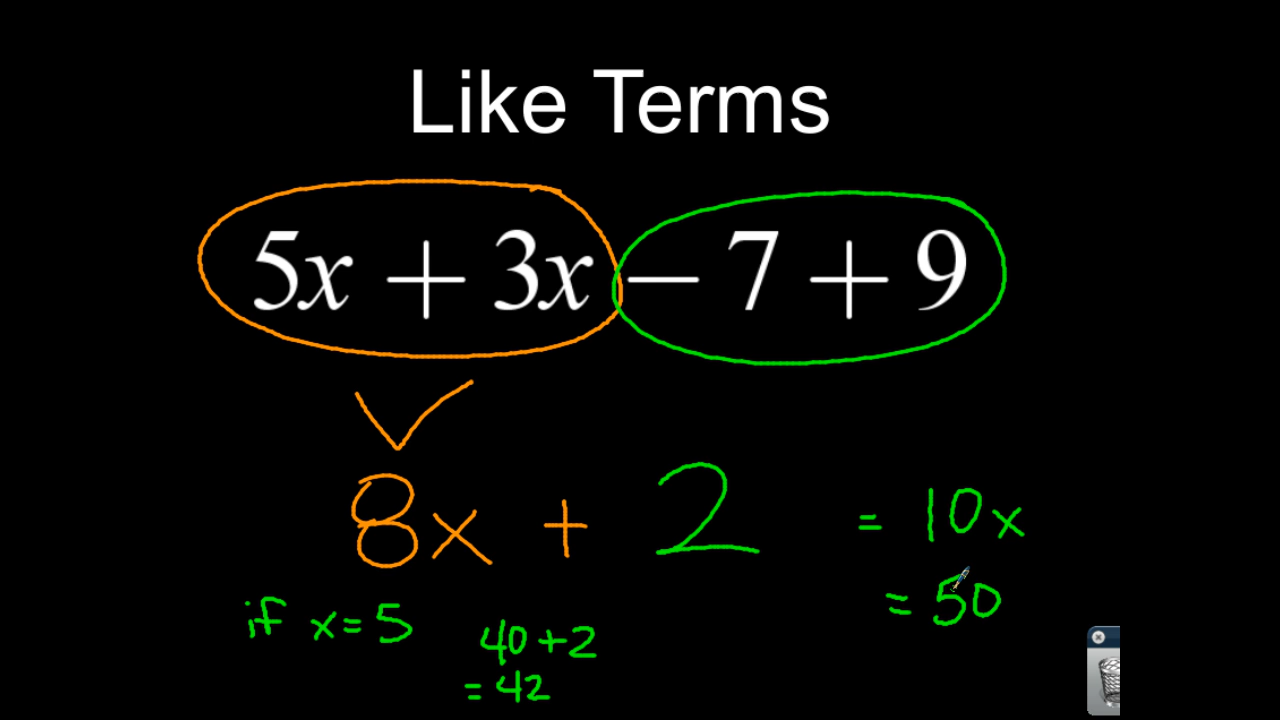 Like Terms
5x + 3x − 7 + 9
8x + 2 = 10x
if x = 5 40 + 2 = 50
= 42